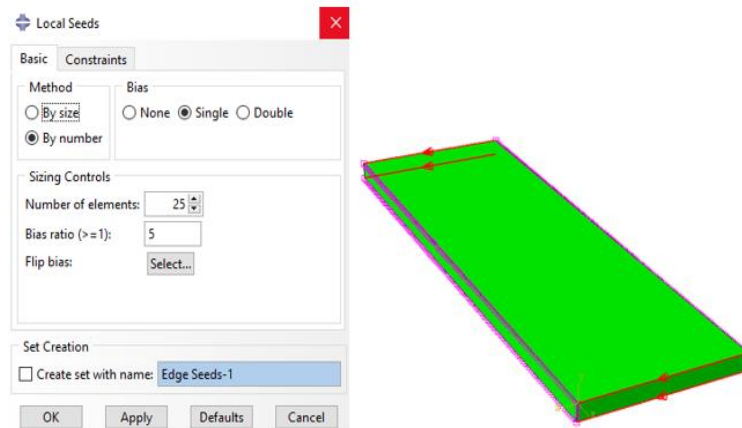 Local Seeds
Basic Constraints
Method
Bias
By size
By number
None Single Double
Sizing Controls
Number of elements: 25
Bias ratio (>=1): 5
Flip bias: Select...
Set Creation
Create set with name: Edge Seeds-1
OK Apply Defaults Cancel